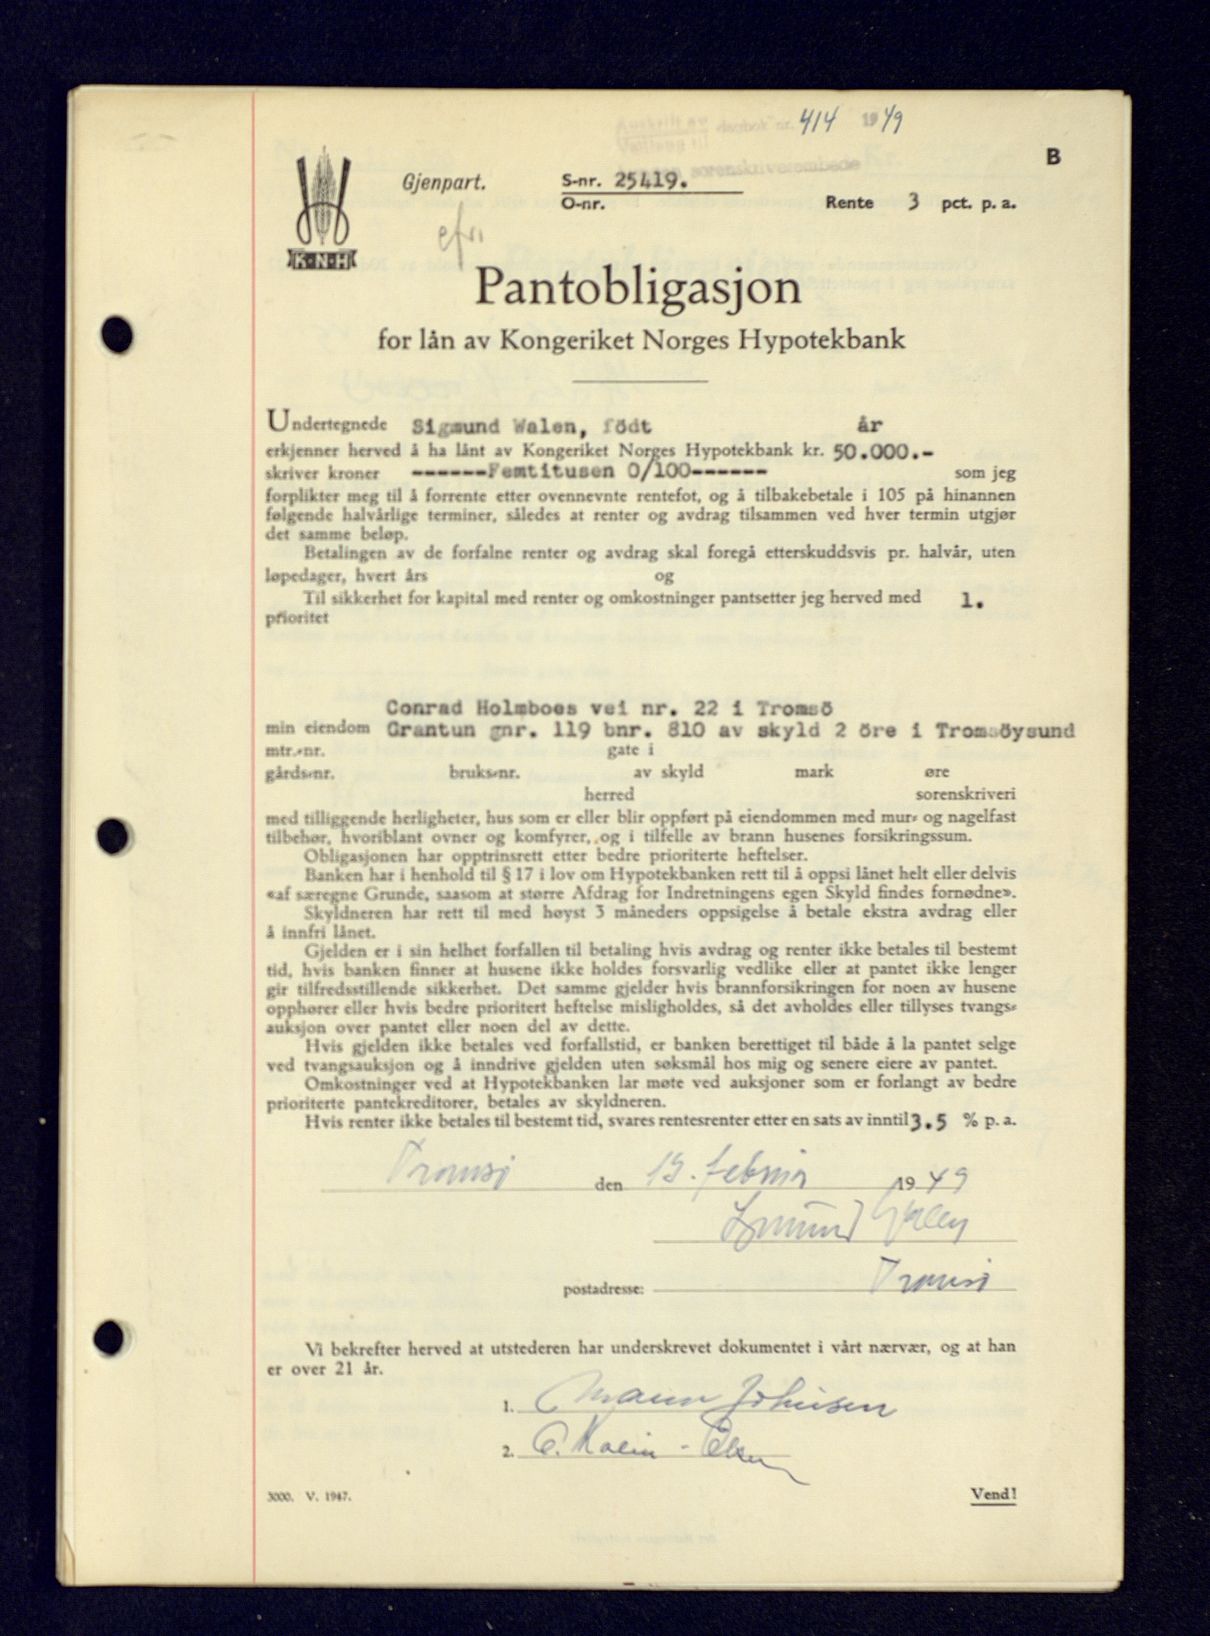 dagbok nr. 414 1949
sorenskriverembede
B
Gjenpart. S-nr. 25419.
O-nr. Rente 3 pct. p. a.
K·N·H
Pantobligasjon
for lån av Kongeriket Norges Hypotekbank
Undertegnede Sigmund Walen, födt år
erkjenner herved å ha lånt av Kongeriket Norges Hypotekbank kr. 50.000.-
skriver kroner ------Femtitusen 0/100------ som jeg
forplikter meg til å forrente etter ovennevnte rentefot, og å tilbakebetale i 105 på hinannen
følgende halvårlige terminer, således at renter og avdrag tilsammen ved hver termin utgjør
det samme beløp.
Betalingen av de forfalne renter og avdrag skal foregå etterskuddsvis pr. halvår, uten
løpedager, hvert års og
Til sikkerhet for kapital med renter og omkostninger pantsetter jeg herved med 1.
prioritet
Conrad Holmboes vei nr. 22 i Tromsö
min eiendom Grantun gnr. 119 bnr. 810 av skyld 2 öre i Tromsöysund
mtr.-nr. gate i
gårds-nr. bruks-nr. av skyld mark øre
herred sorenskriveri
med tilliggende herligheter, hus som er eller blir oppført på eiendommen med mur- og nagelfast
tilbehør, hvoriblant ovner og komfyrer, og i tilfelle av brann husenes forsikringssum.
Obligasjonen har opptrinsrett etter bedre prioriterte heftelser.
Banken har i henhold til § 17 i lov om Hypotekbanken rett til å oppsi lånet helt eller delvis
«af særegne Grunde, saasom at større Afdrag for Indretningens egen Skyld findes fornødne».
Skyldneren har rett til med høyst 3 måneders oppsigelse å betale ekstra avdrag eller
å innfri lånet.
Gjelden er i sin helhet forfallen til betaling hvis avdrag og renter ikke betales til bestemt
tid, hvis banken finner at husene ikke holdes forsvarlig vedlike eller at pantet ikke lenger
gir tilfredsstillende sikkerhet. Det samme gjelder hvis brannforsikringen for noen av husene
opphører eller hvis bedre prioritert heftelse misligholdes, så det avholdes eller tillyses tvangs-
auksjon over pantet eller noen del av dette.
Hvis gjelden ikke betales ved forfallstid, er banken berettiget til både å la pantet selge
ved tvangsauksjon og å inndrive gjelden uten søksmål hos mig og senere eiere av pantet.
Omkostninger ved at Hypotekbanken lar møte ved auksjoner som er forlangt av bedre
prioriterte pantekreditorer, betales av skyldneren.
Hvis renter ikke betales til bestemt tid, svares rentesrenter etter en sats av inntil 3.5 % p. a.
Tromsö den 19. februar 1949
Sigmund Walen
postadresse: Tromsö
Vi bekrefter herved at utstederen har underskrevet dokumentet i vårt nærvær, og at han
er over 21 år.
1. Johnsen
2.
3000. V. 1947. Vend!